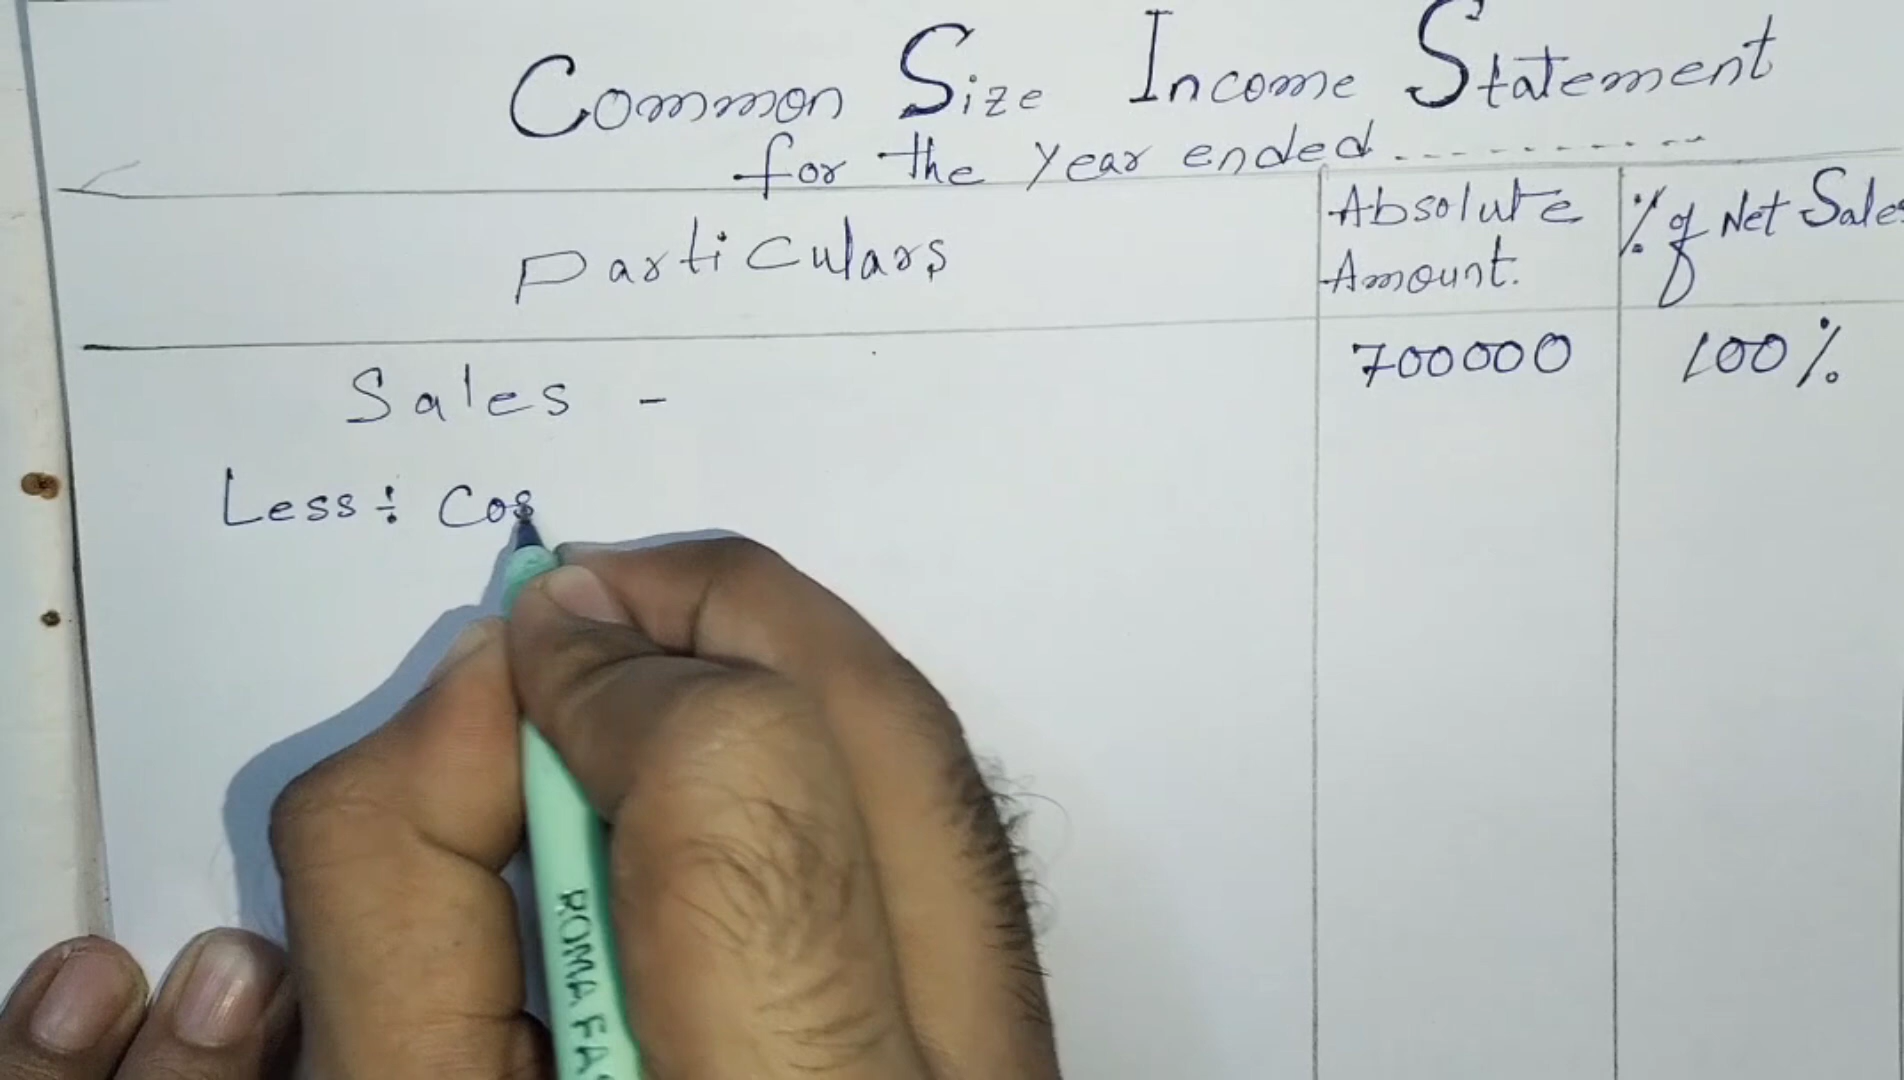 Common Size Income Statement
for the year ended..........
Particulars
Absolute
Amount.
% of Net Sales
Sales -
700000
100%
Less: Cos
ROMA FAS